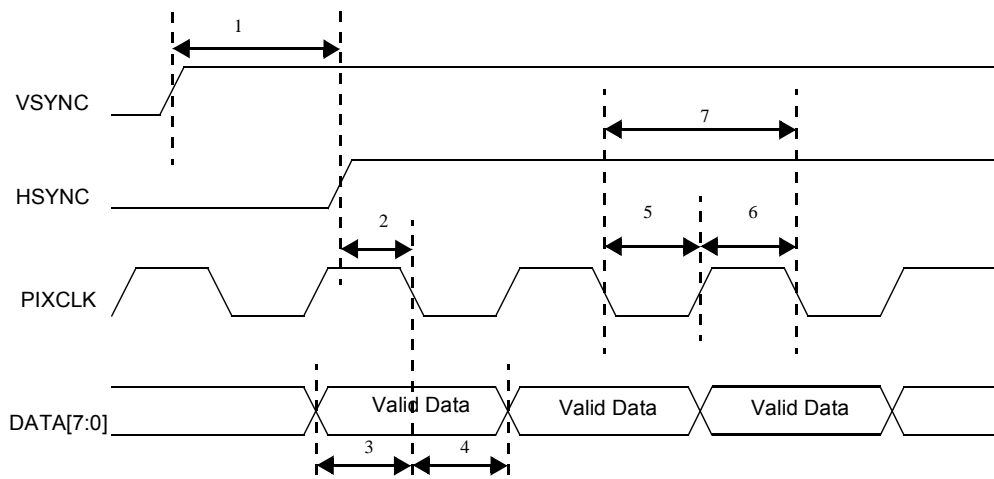 1
VSYNC
7
HSYNC
2
5
6
PIXCLK
Valid Data
Valid Data
Valid Data
DATA[7:0]
3
4